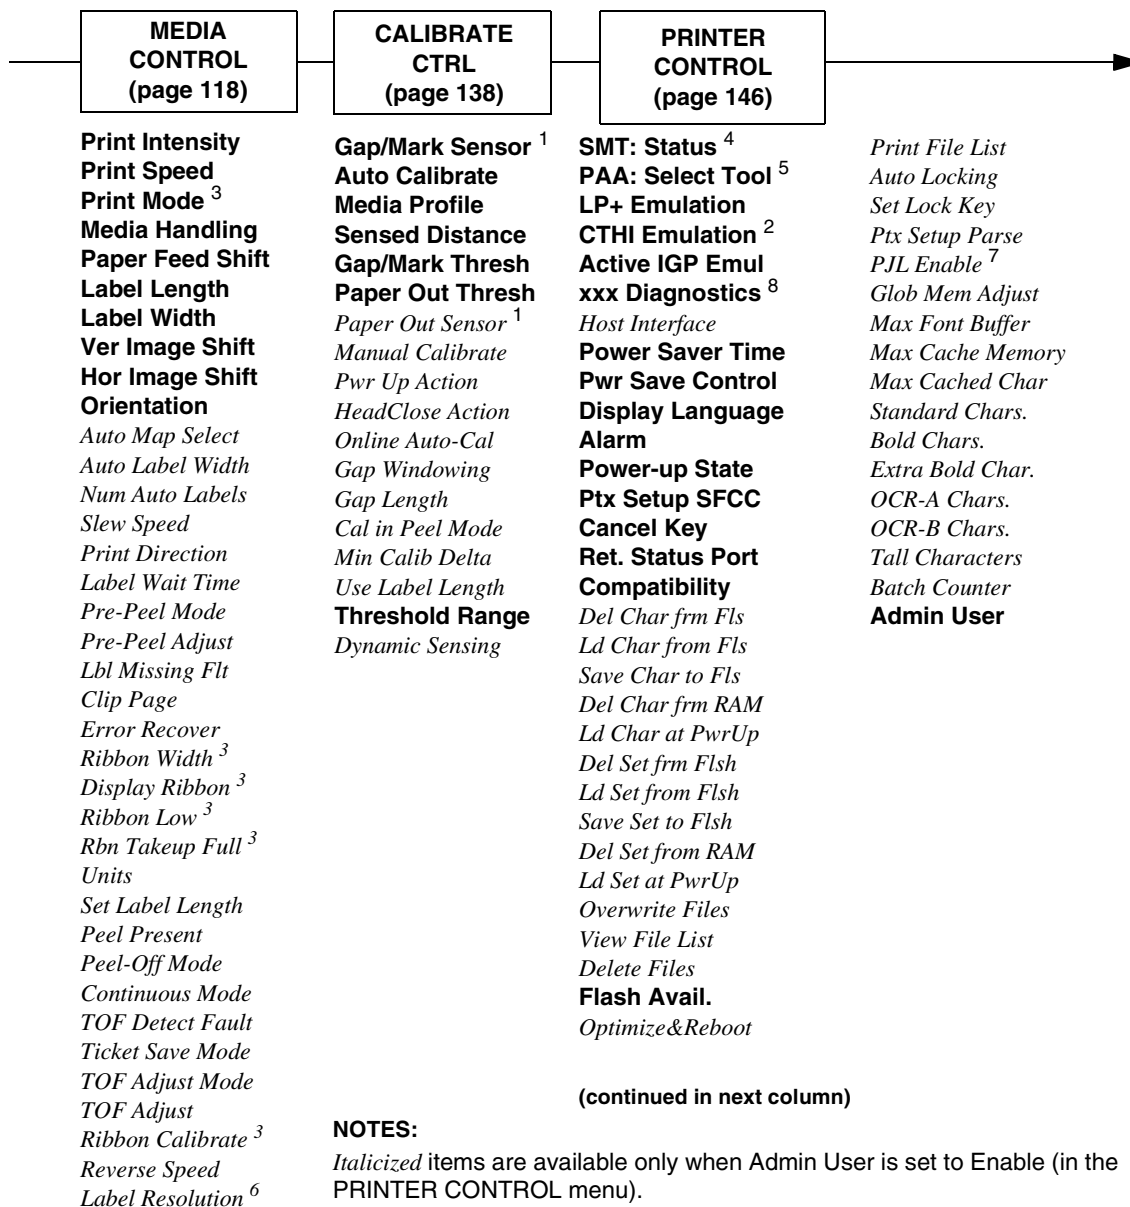 MEDIA
CONTROL
(page 118)
Print Intensity
Print Speed
Print Mode 3
Media Handling
Paper Feed Shift
Label Length
Label Width
Ver Image Shift
Hor Image Shift
Orientation
Auto Map Select
Auto Label Width
Num Auto Labels
Slew Speed
Print Direction
Label Wait Time
Pre-Peel Mode
Pre-Peel Adjust
Lbl Missing Flt
Clip Page
Error Recover
Ribbon Width 3
Display Ribbon 3
Ribbon Low 3
Rbn Takeup Full 3
Units
Set Label Length
Peel Present
Peel-Off Mode
Continuous Mode
TOF Detect Fault
Ticket Save Mode
TOF Adjust Mode
TOF Adjust
Ribbon Calibrate 3
Reverse Speed
Label Resolution 6
CALIBRATE
CTRL
(page 138)
Gap/Mark Sensor 1
Auto Calibrate
Media Profile
Sensed Distance
Gap/Mark Thresh
Paper Out Thresh
Paper Out Sensor 1
Manual Calibrate
Pwr Up Action
HeadClose Action
Online Auto-Cal
Gap Windowing
Gap Length
Cal in Peel Mode
Min Calib Delta
Use Label Length
Threshold Range
Dynamic Sensing
PRINTER
CONTROL
(page 146)
SMT: Status 4
PAA: Select Tool 5
LP+ Emulation
CTHI Emulation 2
Active IGP Emul
xxx Diagnostics 8
Host Interface
Power Saver Time
Pwr Save Control
Display Language
Alarm
Power-up State
Ptx Setup SFCC
Cancel Key
Ret. Status Port
Compatibility
Del Char frm Fls
Ld Char from Fls
Save Char to Fls
Del Char frm RAM
Ld Char at PwrUp
Del Set frm Flsh
Ld Set from Flsh
Save Set to Flsh
Del Set from RAM
Ld Set at PwrUp
Overwrite Files
View File List
Delete Files
Flash Avail.
Optimize&Reboot
(continued in next column)
Print File List
Auto Locking
Set Lock Key
Ptx Setup Parse
PJL Enable 7
Glob Mem Adjust
Max Font Buffer
Max Cache Memory
Max Cached Char
Standard Chars.
Bold Chars.
Extra Bold Char.
OCR-A Chars.
OCR-B Chars.
Tall Characters
Batch Counter
Admin User
NOTES:
Italicized items are available only when Admin User is set to Enable (in the
PRINTER CONTROL menu).